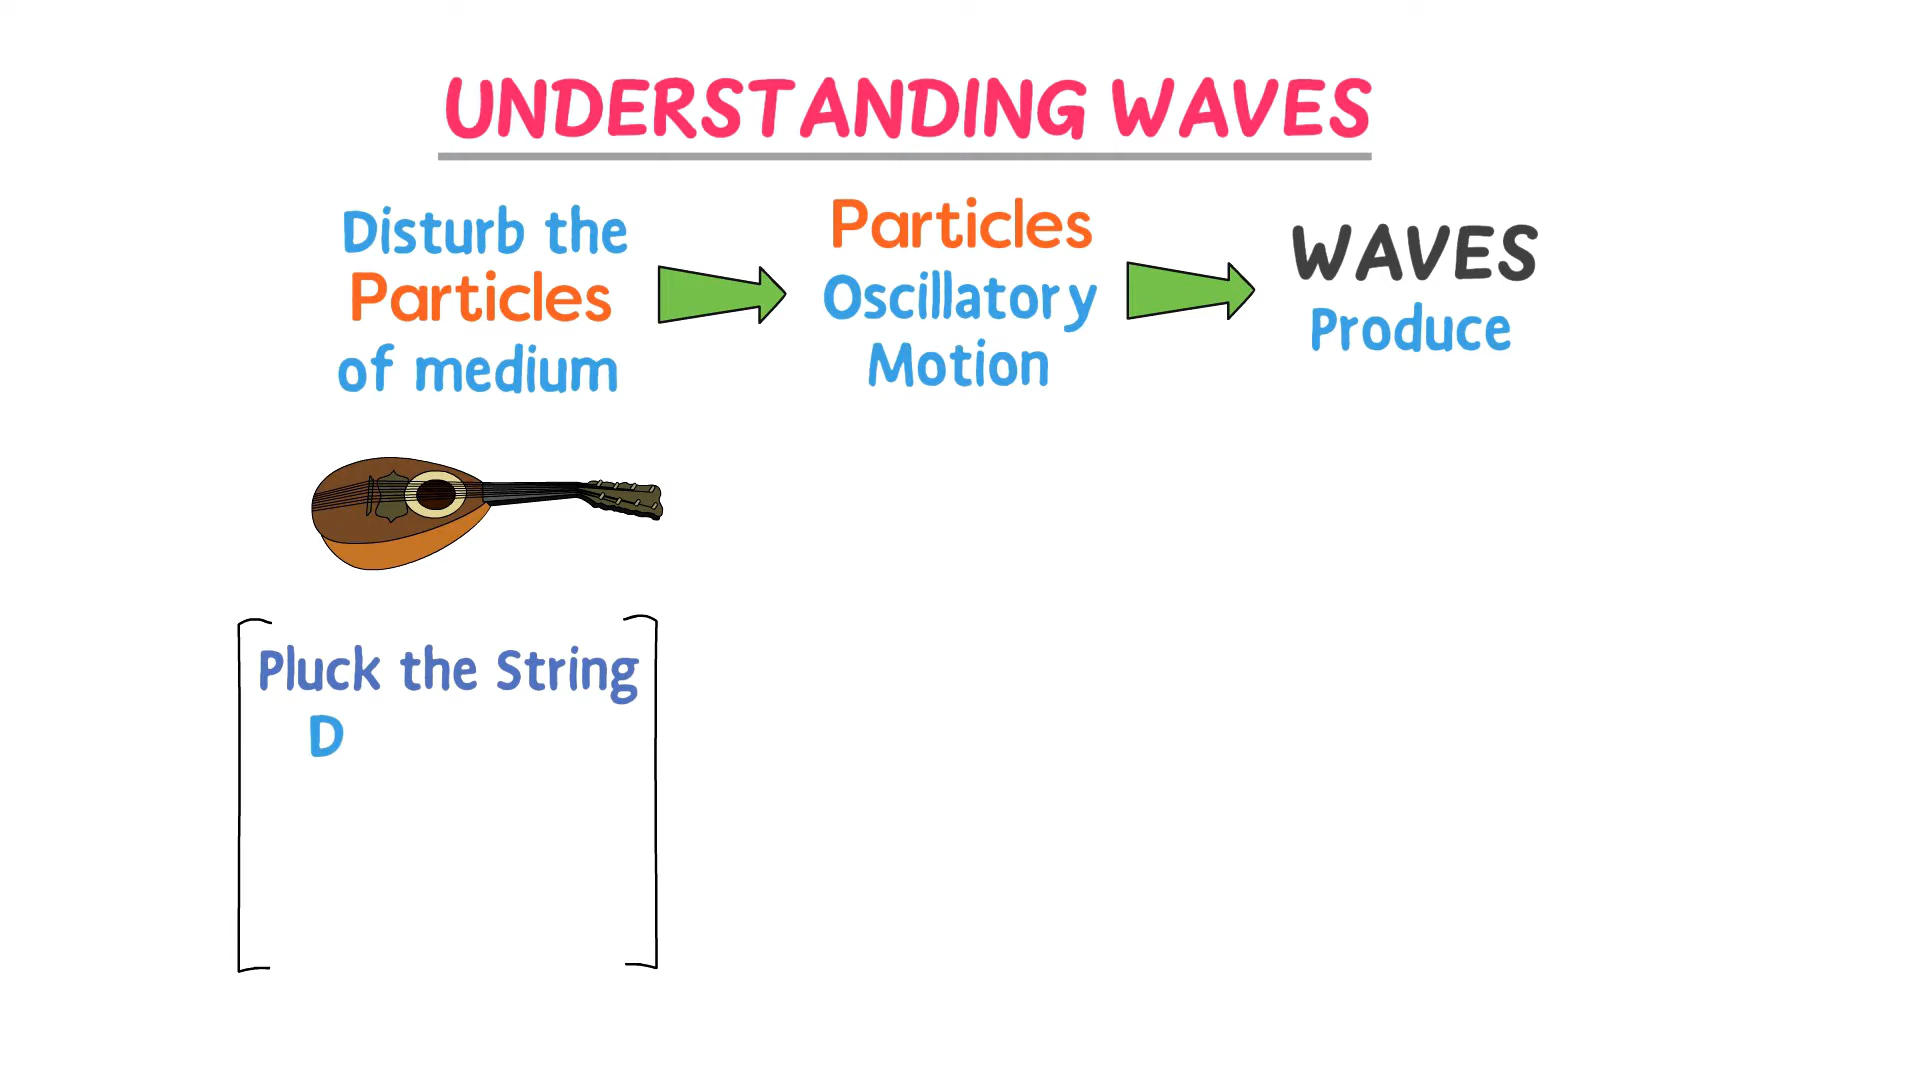 UNDERSTANDING WAVES
Disturb the
Particles
of medium
Particles
Oscillatory
Motion
WAVES
Produce
Pluck the String
D